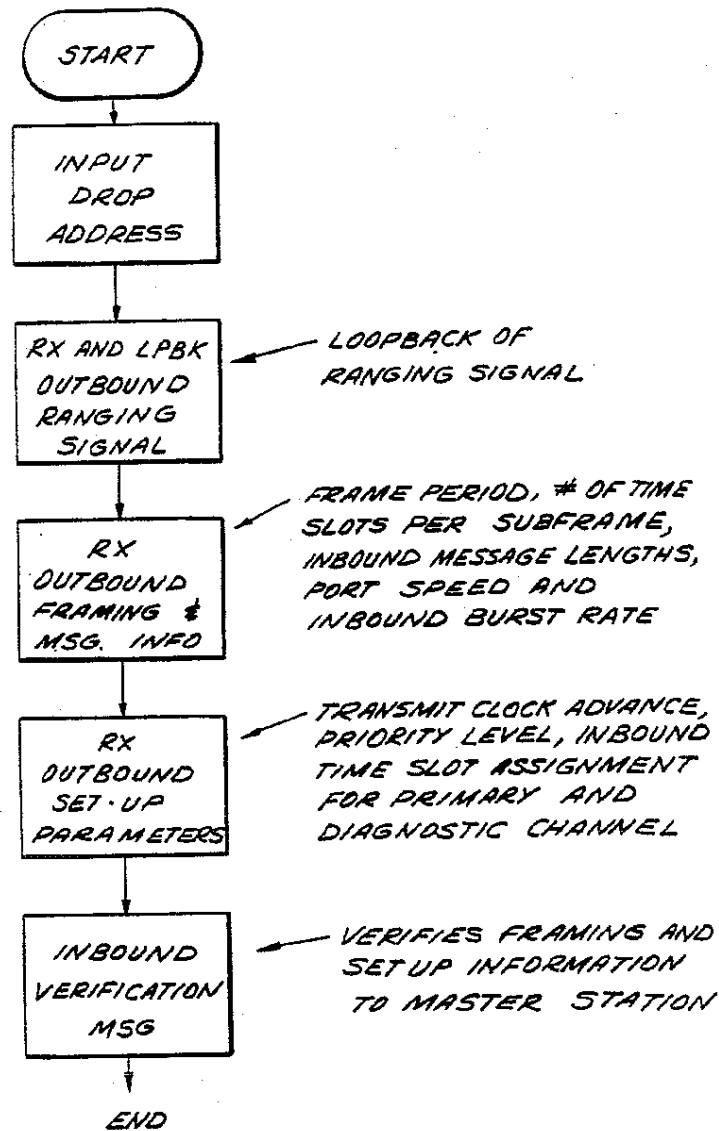 START
INPUT
DROP
ADDRESS
RX AND LPBK
OUTBOUND
RANGING
SIGNAL
LOOPBACK OF
RANGING SIGNAL
RX
OUTBOUND
FRAMING &
MSG. INFO
FRAME PERIOD, # OF TIME
SLOTS PER SUBFRAME,
INBOUND MESSAGE LENGTHS,
PORT SPEED AND
INBOUND BURST RATE
RX
OUTBOUND
SET-UP
PARAMETERS
TRANSMIT CLOCK ADVANCE,
PRIORITY LEVEL, INBOUND
TIME SLOT ASSIGNMENT
FOR PRIMARY AND
DIAGNOSTIC CHANNEL
INBOUND
VERIFICATION
MSG
VERIFIES FRAMING AND
SET UP INFORMATION
TO MASTER STATION
END